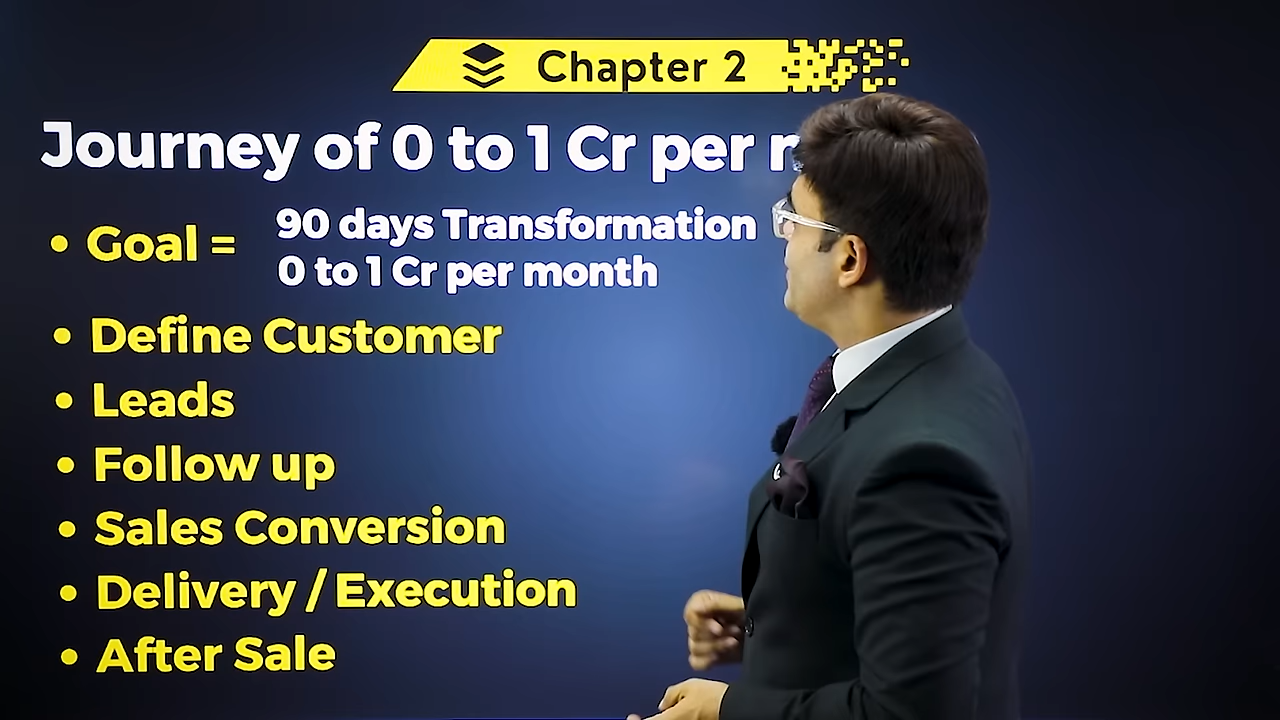 Chapter 2
Journey of 0 to 1 Cr per
• Goal = 90 days Transformation
0 to 1 Cr per month
• Define Customer
• Leads
• Follow up
• Sales Conversion
• Delivery / Execution
• After Sale